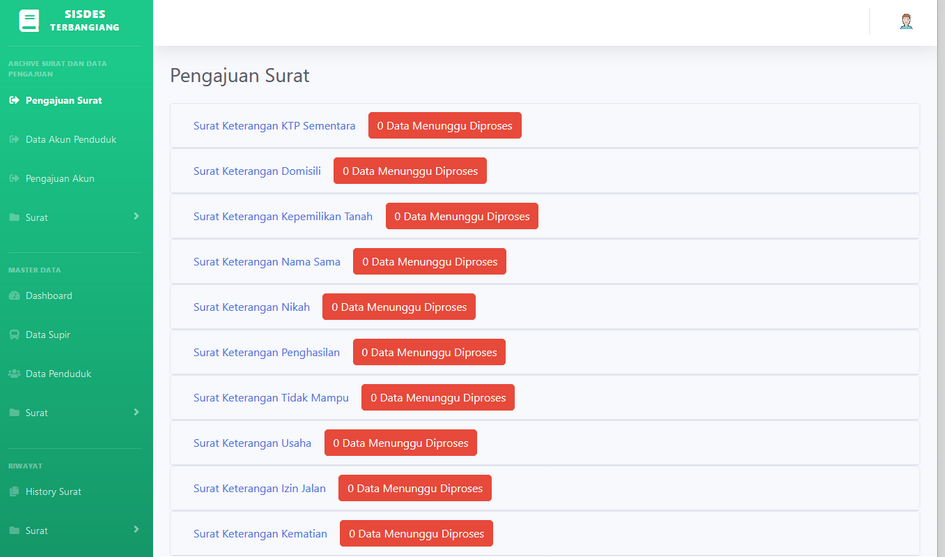 SISDES
TERBANGIANG
ARCHIVE SURAT DAN DATA
PENGAJUAN
Pengajuan Surat
Data Akun Penduduk
Pengajuan Akun
Surat
MASTER DATA
Dashboard
Data Supir
Data Penduduk
Surat
RIWAYAT
History Surat
Surat
Pengajuan Surat
Surat Keterangan KTP Sementara 0 Data Menunggu Diproses
Surat Keterangan Domisili 0 Data Menunggu Diproses
Surat Keterangan Kepemilikan Tanah 0 Data Menunggu Diproses
Surat Keterangan Nama Sama 0 Data Menunggu Diproses
Surat Keterangan Nikah 0 Data Menunggu Diproses
Surat Keterangan Penghasilan 0 Data Menunggu Diproses
Surat Keterangan Tidak Mampu 0 Data Menunggu Diproses
Surat Keterangan Usaha 0 Data Menunggu Diproses
Surat Keterangan Izin Jalan 0 Data Menunggu Diproses
Surat Keterangan Kematian 0 Data Menunggu Diproses